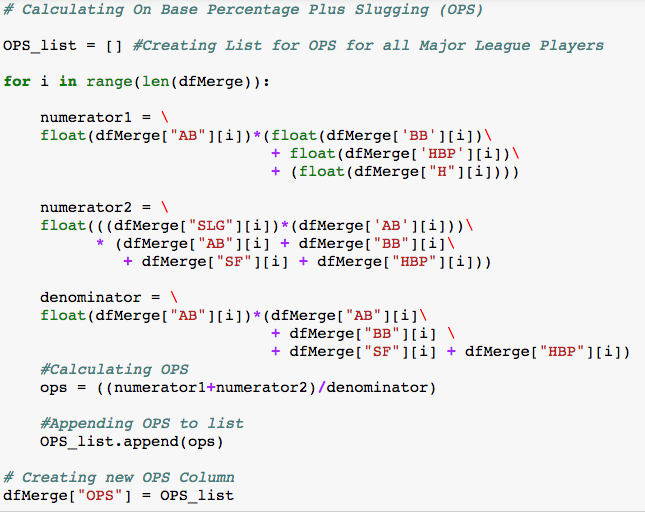 # Calculating On Base Percentage Plus Slugging (OPS)
OPS_list = [] #Creating List for OPS for all Major League Players
for i in range(len(dfMerge)):
    numerator1 = \
    float(dfMerge["AB"][i])*(float(dfMerge['BB'][i])\
                             + float(dfMerge['HBP'][i])\
                             + (float(dfMerge["H"][i])))
    numerator2 = \
    float(((dfMerge["SLG"][i])*(dfMerge['AB'][i]))\
          * (dfMerge["AB"][i] + dfMerge["BB"][i]\
             + dfMerge["SF"][i] + dfMerge["HBP"][i]))
    denominator = \
    float(dfMerge["AB"][i])*(dfMerge["AB"][i]\
                             + dfMerge["BB"][i] \
                             + dfMerge["SF"][i] + dfMerge["HBP"][i])
    #Calculating OPS
    ops = ((numerator1+numerator2)/denominator)
    #Appending OPS to list
    OPS_list.append(ops)
# Creating new OPS Column
dfMerge["OPS"] = OPS_list